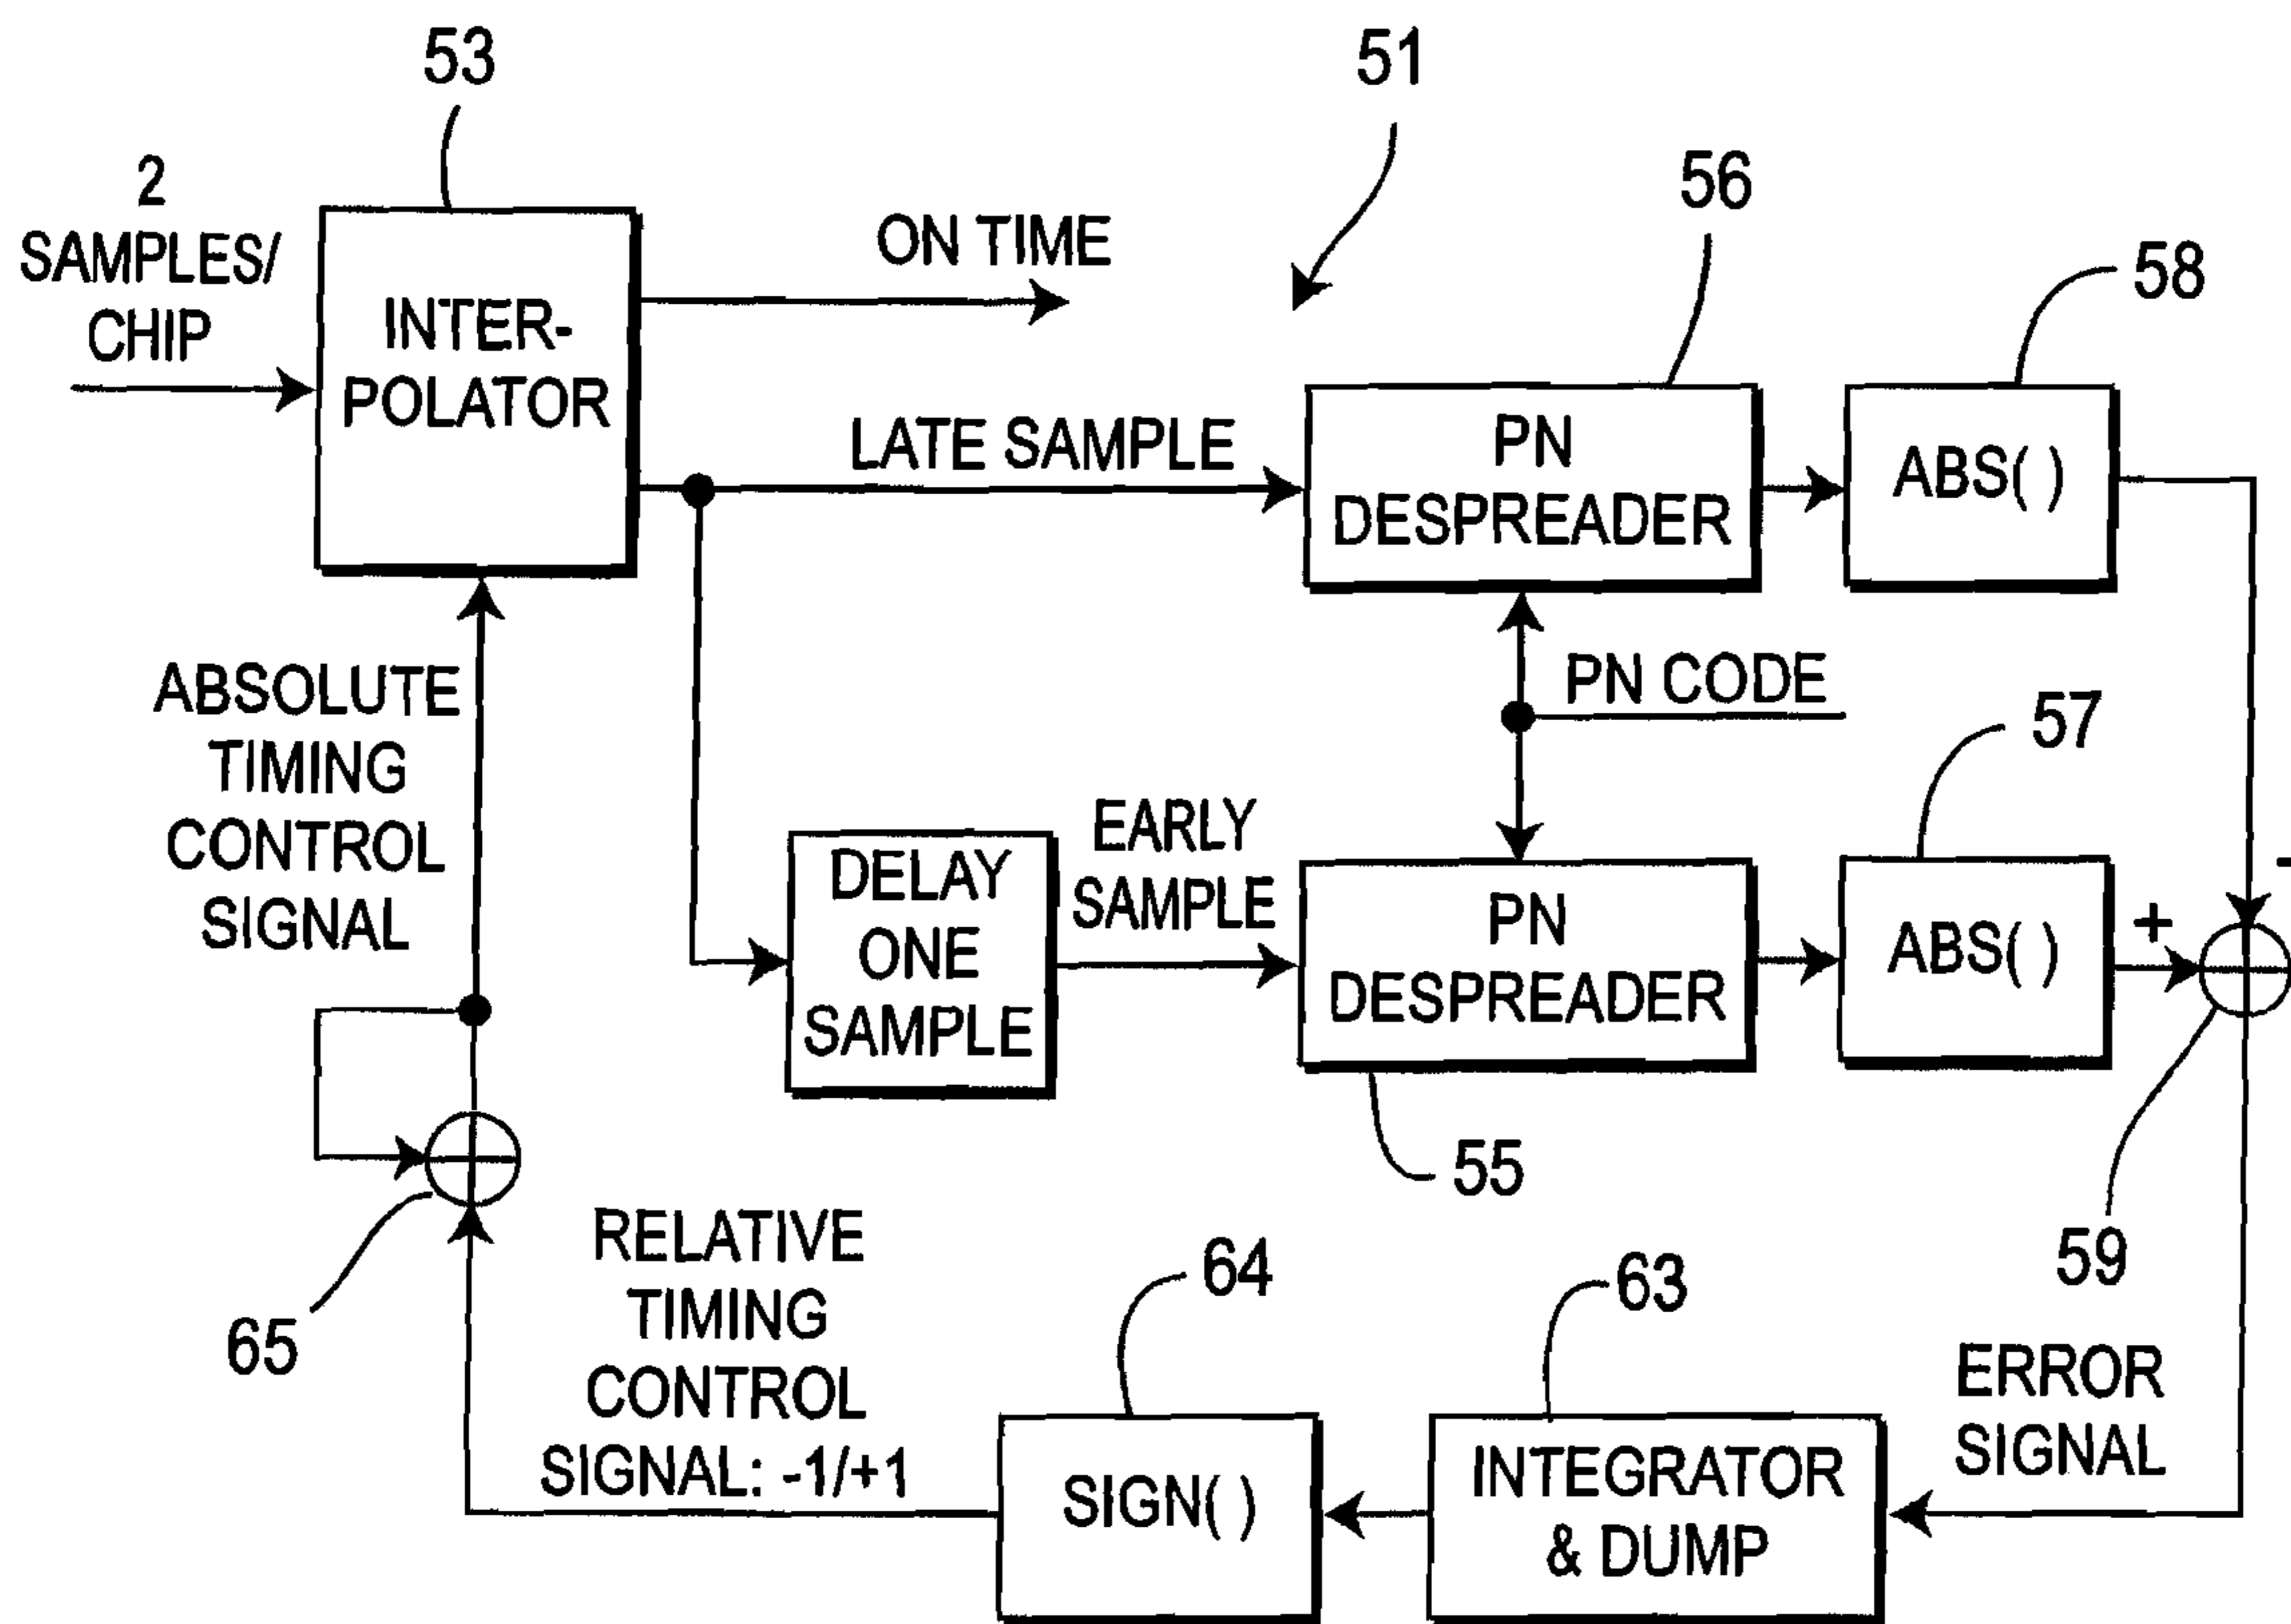 53
51
2
SAMPLES/
CHIP
INTER-
POLATOR
ON TIME
56
58
LATE SAMPLE
PN
DESPREADER
ABS( )
ABSOLUTE
TIMING
CONTROL
SIGNAL
PN CODE
57
DELAY
ONE
SAMPLE
EARLY
SAMPLE
PN
DESPREADER
ABS( )
+
-
55
59
65
RELATIVE
TIMING
CONTROL
SIGNAL: -1/+1
64
SIGN( )
63
INTEGRATOR
& DUMP
ERROR
SIGNAL